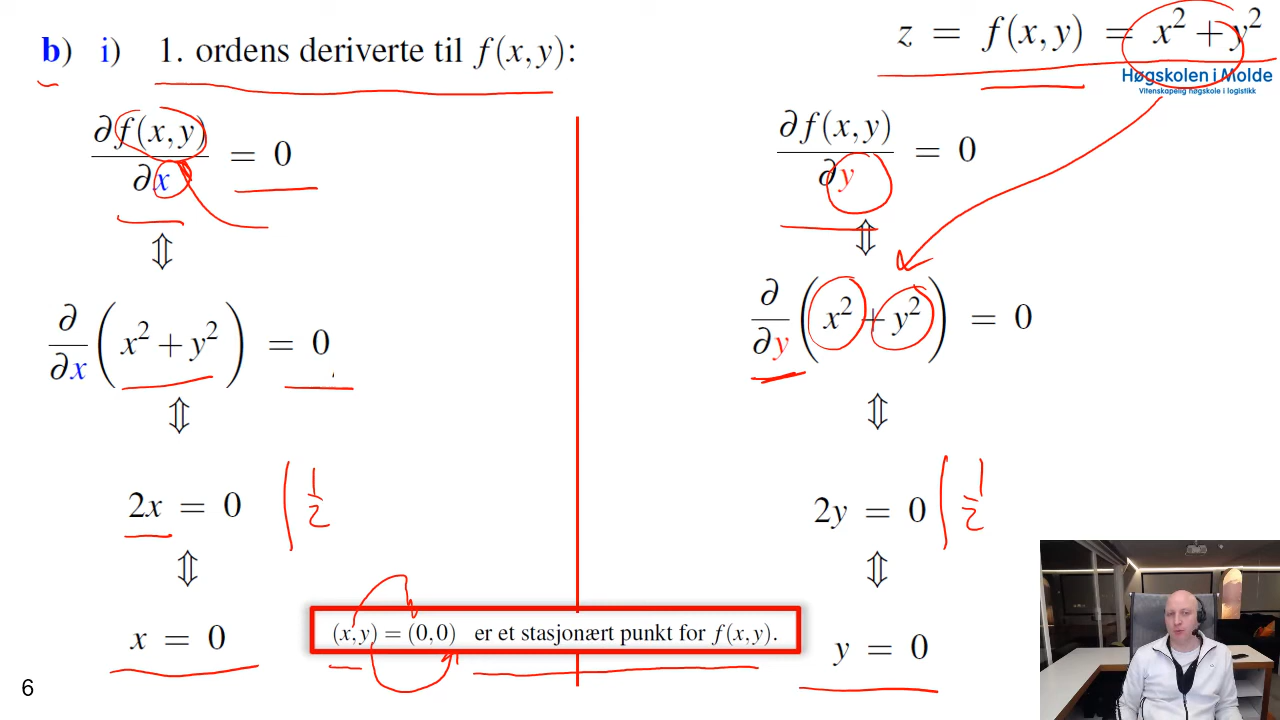 b) i) 1. ordens deriverte til f(x,y):
z = f(x,y) = x² + y²
Høgskolen i Molde
Vitenskapelig høgskole i logistikk
∂f(x,y)/∂x = 0
⇕
∂/∂x (x² + y²) = 0
⇕
2x = 0 | 1/2
⇕
x = 0
∂f(x,y)/∂y = 0
⇕
∂/∂y (x² + y²) = 0
⇕
2y = 0 | 1/2
⇕
y = 0
(x,y) = (0,0) er et stasjonært punkt for f(x,y).
6